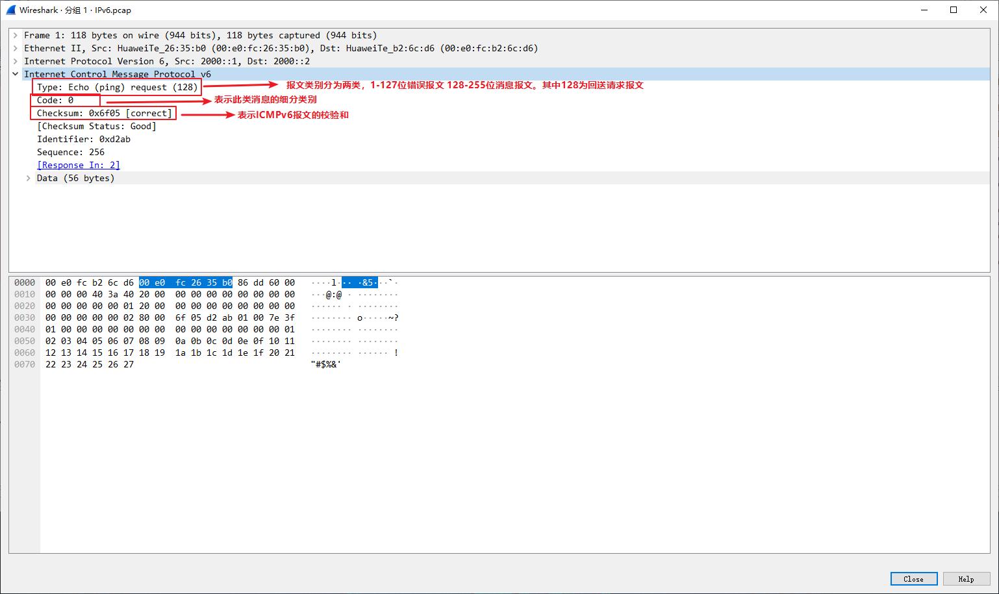 Wireshark · 分组 1 · IPv6.pcap
Frame 1: 118 bytes on wire (944 bits), 118 bytes captured (944 bits)
Ethernet II, Src: HuaweiTe_26:35:b0 (00:e0:fc:26:35:b0), Dst: HuaweiTe_b2:6c:d6 (00:e0:fc:b2:6c:d6)
Internet Protocol Version 6, Src: 2000::1, Dst: 2000::2
Internet Control Message Protocol v6
Type: Echo (ping) request (128) 报文类别分为两类，1-127位错误报文 128-255位消息报文。其中128为回送请求报文
Code: 0 表示此类消息的细分类别
Checksum: 0x6f05 [correct] 表示ICMPv6报文的校验和
[Checksum Status: Good]
Identifier: 0xd2ab
Sequence: 256
[Response In: 2]
Data (56 bytes)
0000 00 e0 fc b2 6c d6 00 e0 fc 26 35 b0 86 dd 60 00 ····l··· ·&5···`·
0010 00 00 00 40 3a 40 20 00 00 00 00 00 00 00 00 00 ···@:@ · ········
0020 00 00 00 00 00 01 20 00 00 00 00 00 00 00 00 00 ······ · ········
0030 00 00 00 00 00 02 80 00 6f 05 d2 ab 01 00 7e 3f ········ o·····~?
0040 01 00 00 00 00 00 00 00 00 00 00 00 00 00 00 01 ········ ········
0050 02 03 04 05 06 07 08 09 0a 0b 0c 0d 0e 0f 10 11 ········ ········
0060 12 13 14 15 16 17 18 19 1a 1b 1c 1d 1e 1f 20 21 ········ ······ !
0070 22 23 24 25 26 27 "#$%&'
Close Help